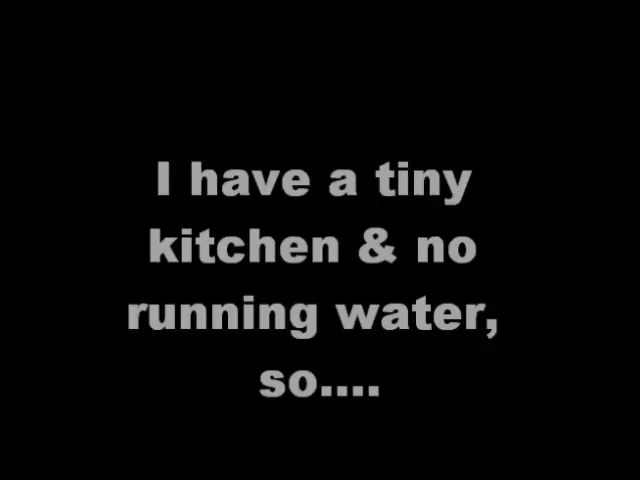 I have a tiny
kitchen & no
running water,
so....